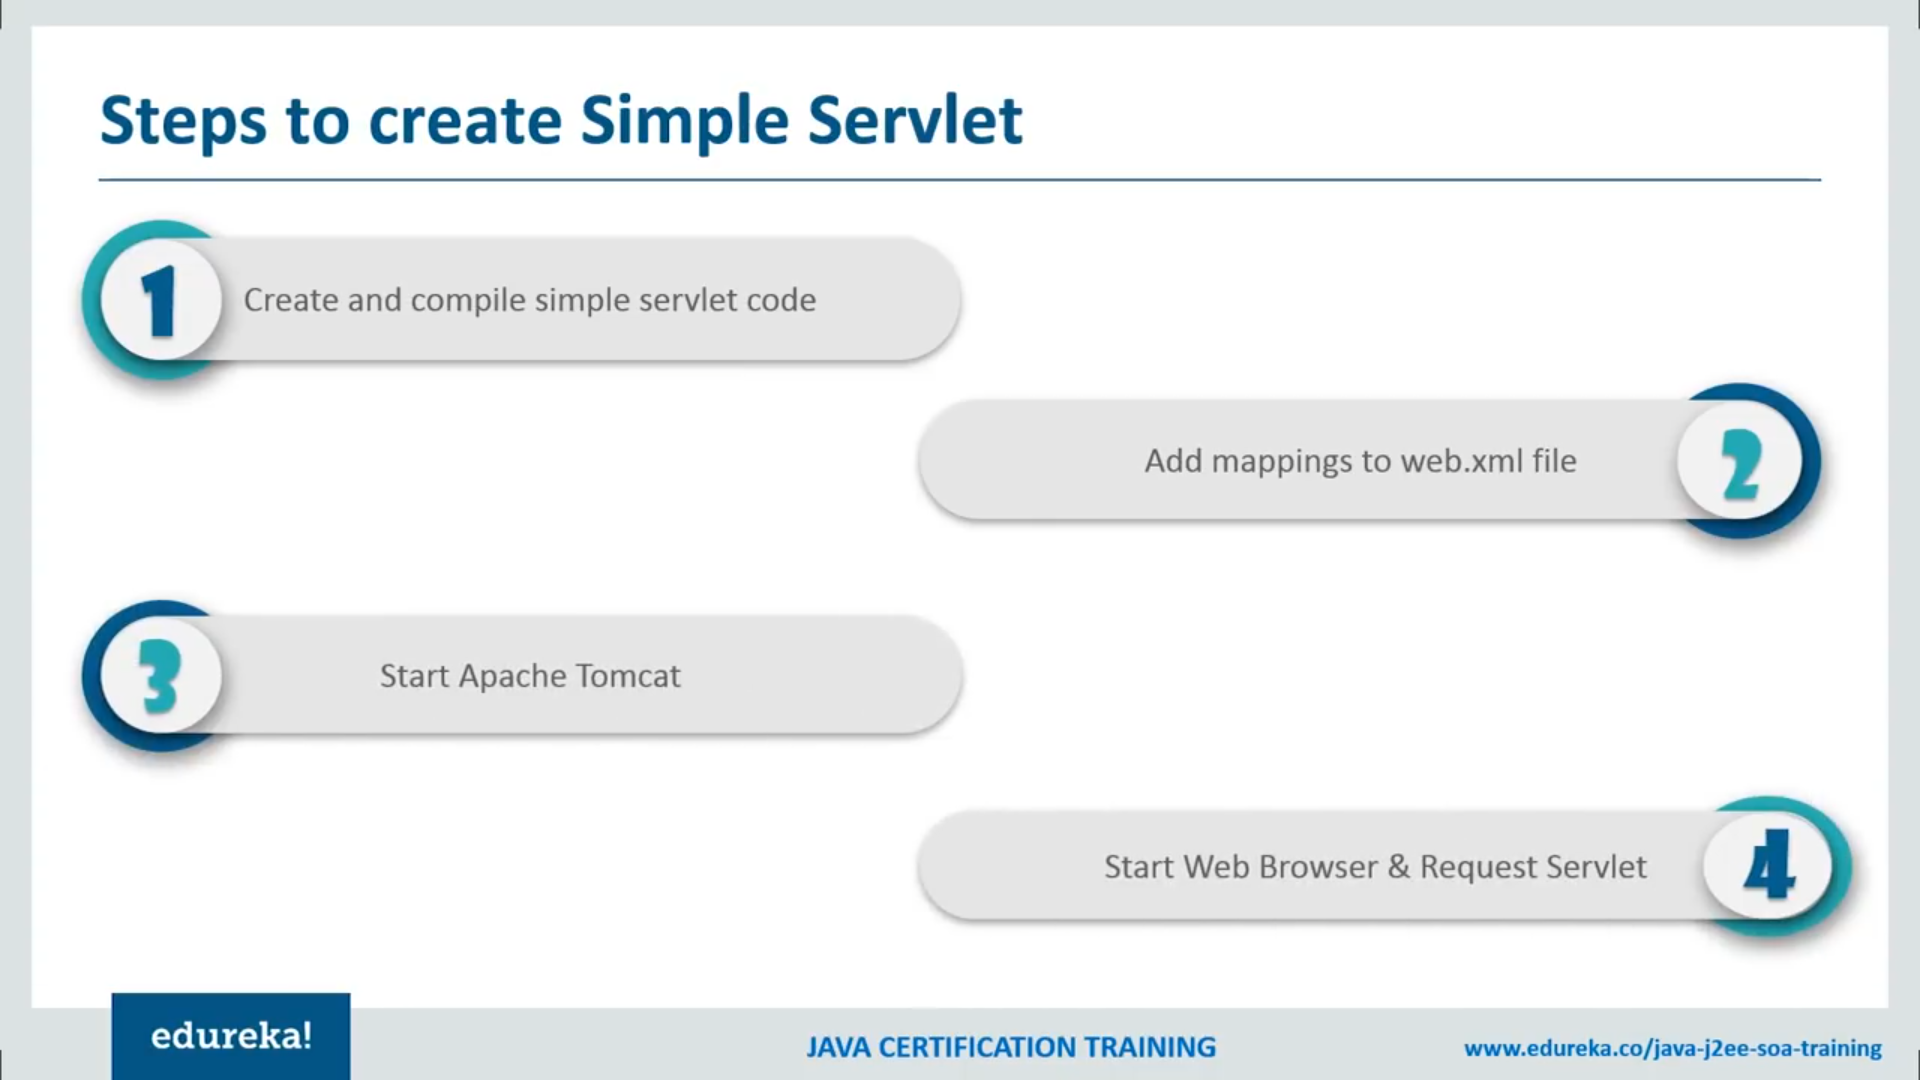 Steps to create Simple Servlet
1 Create and compile simple servlet code
Add mappings to web.xml file 2
3 Start Apache Tomcat
Start Web Browser & Request Servlet 4
edureka!
JAVA CERTIFICATION TRAINING
www.edureka.co/java-j2ee-soa-training